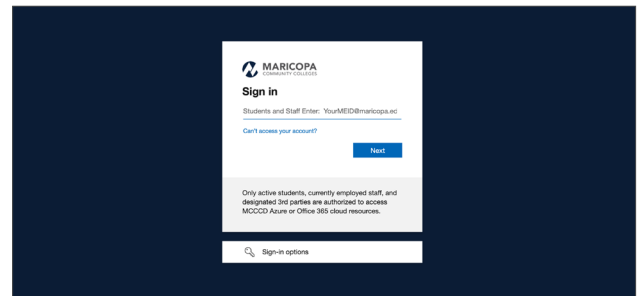 MARICOPA
COMMUNITY COLLEGES
Sign in
Students and Staff Enter: YourMEID@maricopa.ec
Can't access your account?
Next
Only active students, currently employed staff, and
designated 3rd parties are authorized to access
MCCCD Azure or Office 365 cloud resources.
Sign-in options